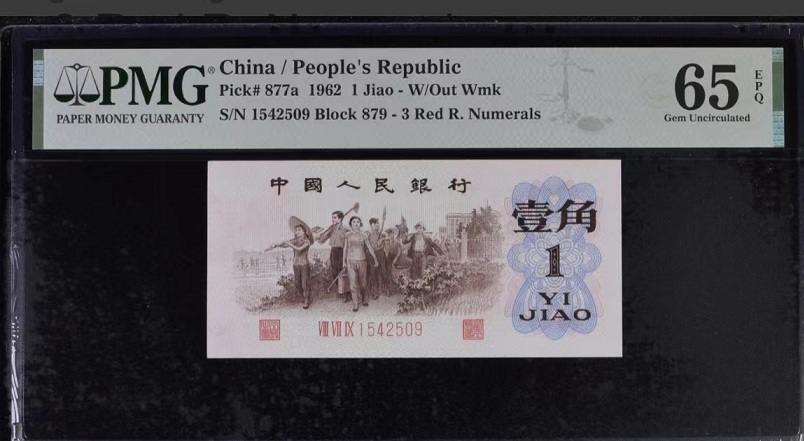 PMG®
PAPER MONEY GUARANTY
China / People's Republic
Pick# 877a 1962 1 Jiao - W/Out Wmk
S/N 1542509 Block 879 - 3 Red R. Numerals
65
EPQ
Gem Uncirculated
中國人民銀行
壹角
1
YI
JIAO
VIII VII IX 1542509